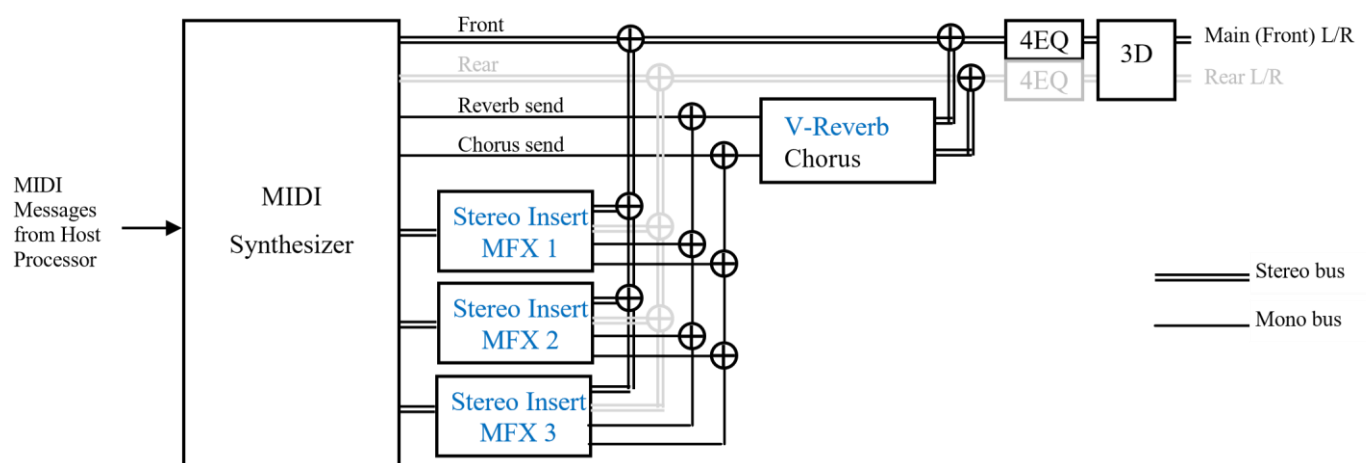 Front
4EQ
3D
Main (Front) L/R
Rear
4EQ
Rear L/R
Reverb send
Chorus send
V-Reverb
Chorus
MIDI
Messages
from Host
Processor
MIDI
Synthesizer
Stereo Insert
MFX 1
Stereo Insert
MFX 2
Stereo Insert
MFX 3
Stereo bus
Mono bus